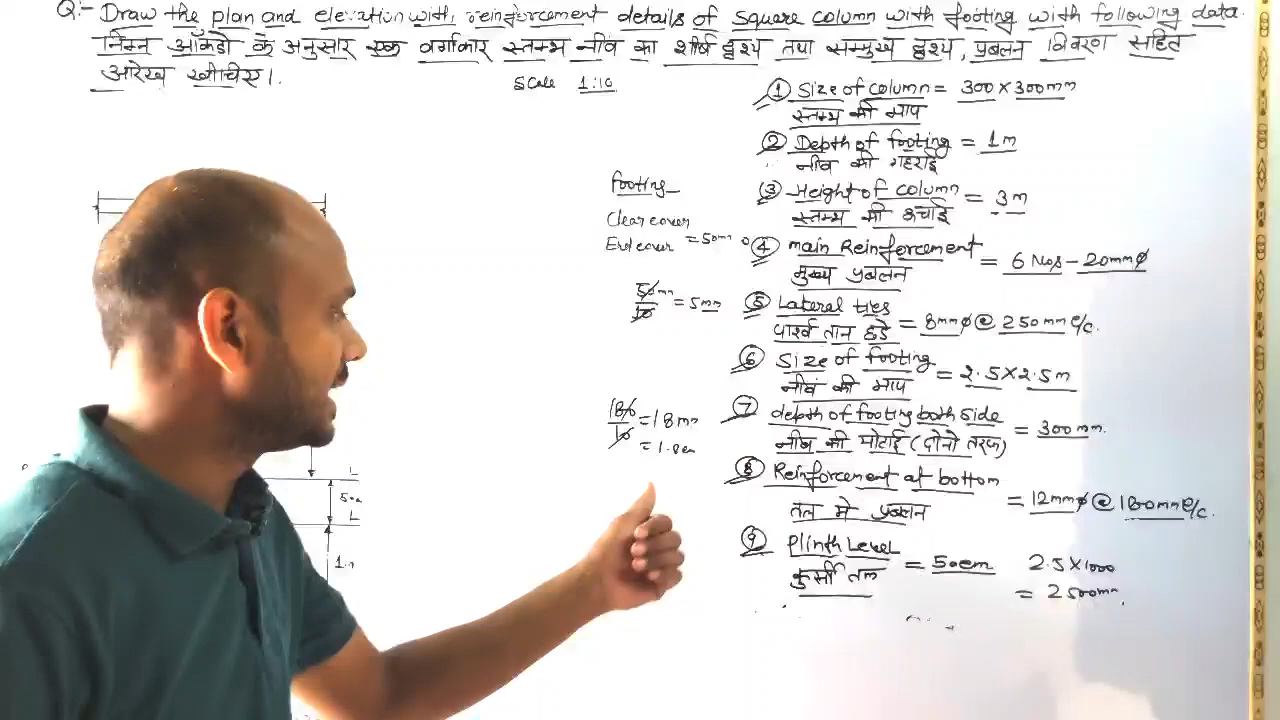 Q:- Draw the plan and elevation with, reinforcement details of square column with footing with following data.
निम्न आँकडो के अनुसार एक वर्गाकार स्तम्भ नींव का शीर्ष दृश्य तथा सम्मुख दृश्य, प्रबलन विवरण सहित
आरेख खीचिए।
Scale 1:10
① Size of column = 300 × 300mm
स्तम्भ की माप
② Depth of footing = 1m
नींव की गहराई
③ Height of column = 3m
स्तम्भ की ऊचाई
④ main Reinforcement = 6 Nos - 20mmϕ
मुख्य प्रबलन
⑤ Lateral ties = 8mmϕ @ 250mm c/c.
पार्श्व तान छडे
⑥ Size of footing = 2.5 × 2.5m
नींव की माप
⑦ depth of footing both side = 300mm.
नींव की मोटाई (दोनो तरफ)
⑧ Reinforcement at bottom = 12mmϕ @ 180mm c/c.
तल मे प्रबलन
⑨ Plinth Level = 50cm
कुर्सी तल
2.5 × 1000
= 2500mm.
footing
Clear cover
End cover = 50mm
50mm/10 = 5mm
180/10 = 18mm
= 1.8cm
L
50cm
L
1m